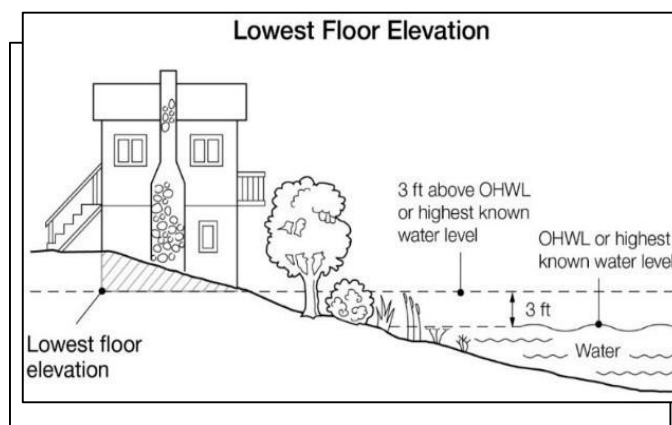 Lowest Floor Elevation
3 ft above OHWL
or highest known
water level
OHWL or highest
known water level
3 ft
Water
Lowest floor
elevation